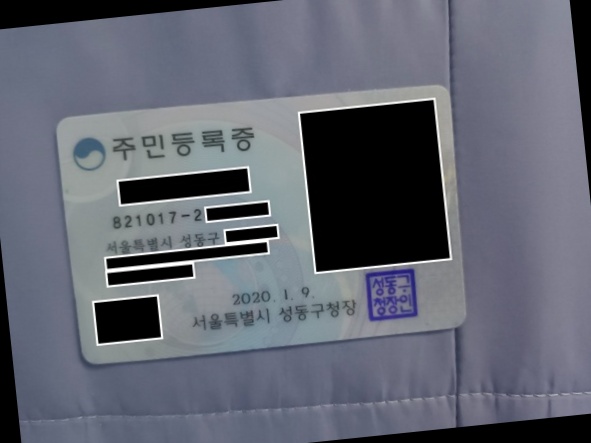 주민등록증
821017-2
서울특별시 성동구
2020.1.9.
서울특별시 성동구청장
성동구
청장인